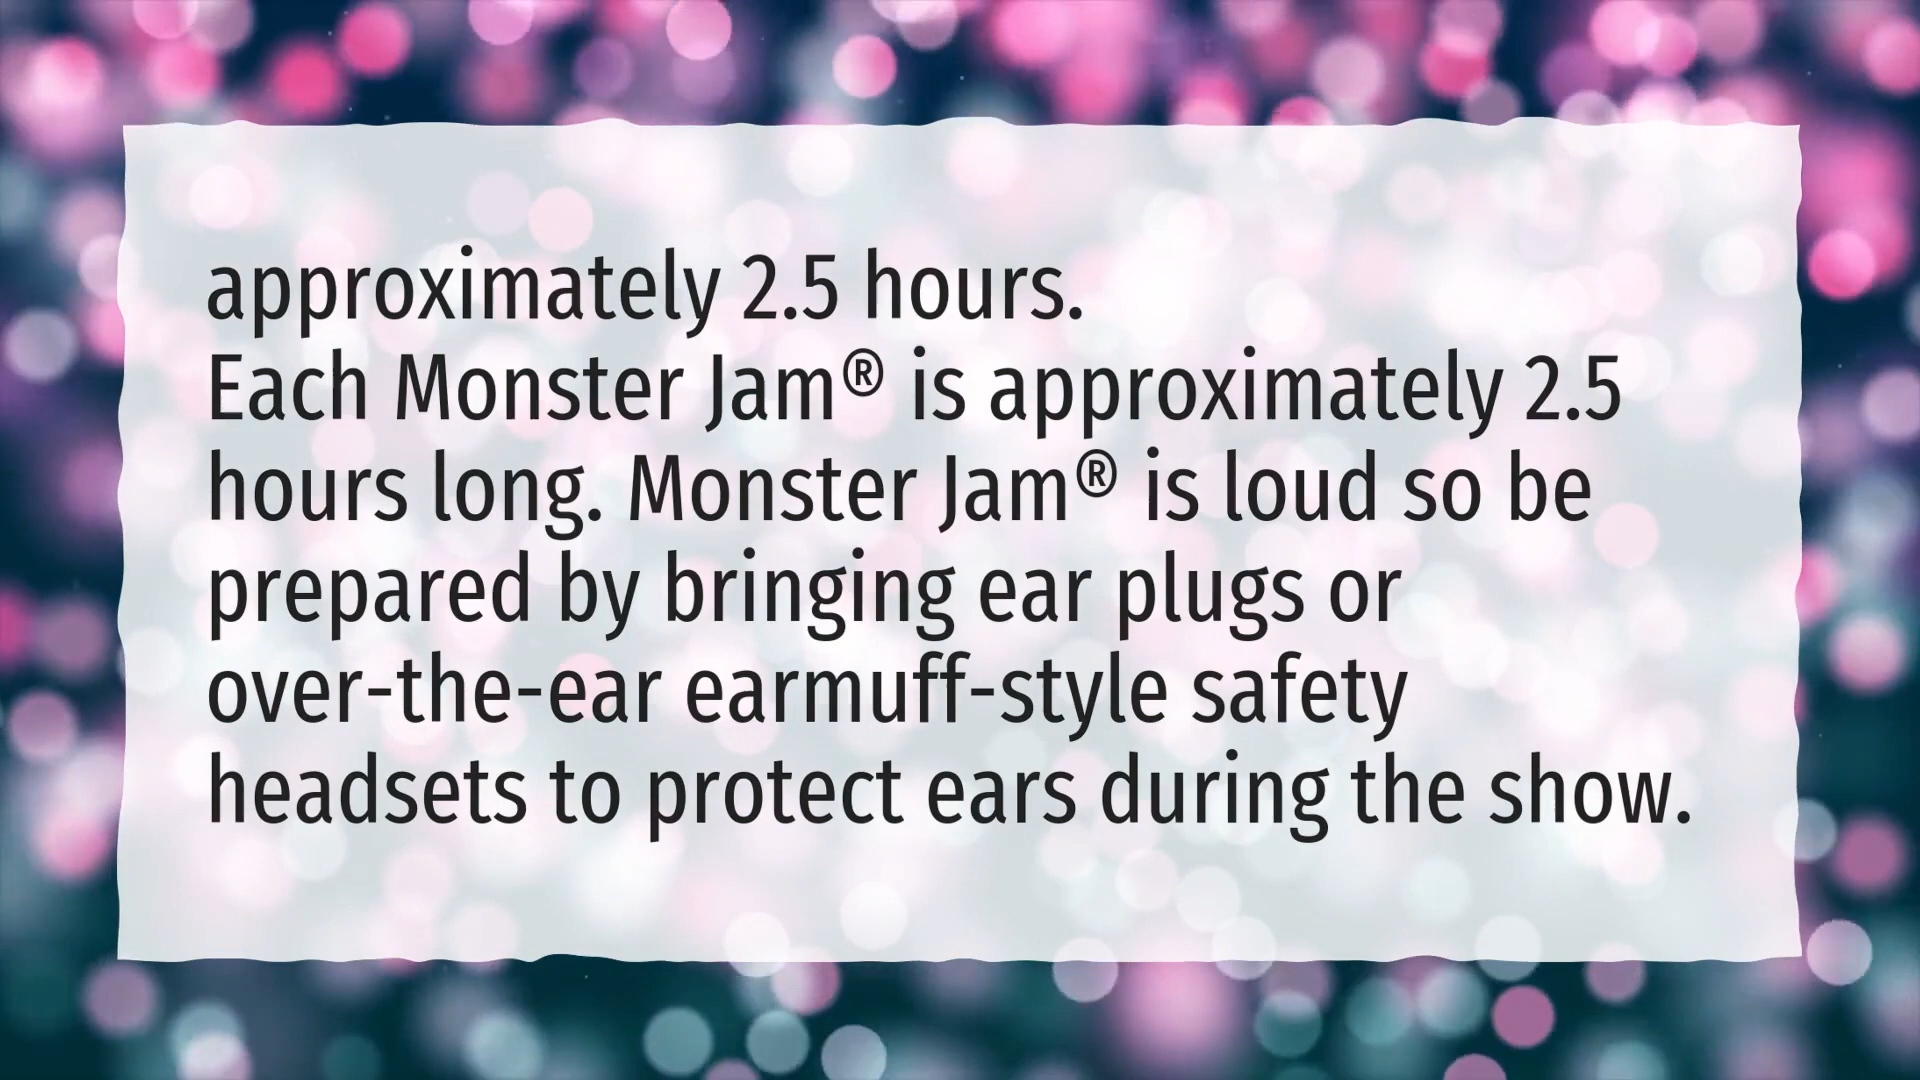 approximately 2.5 hours.
Each Monster Jam® is approximately 2.5
hours long. Monster Jam® is loud so be
prepared by bringing ear plugs or
over-the-ear earmuff-style safety
headsets to protect ears during the show.